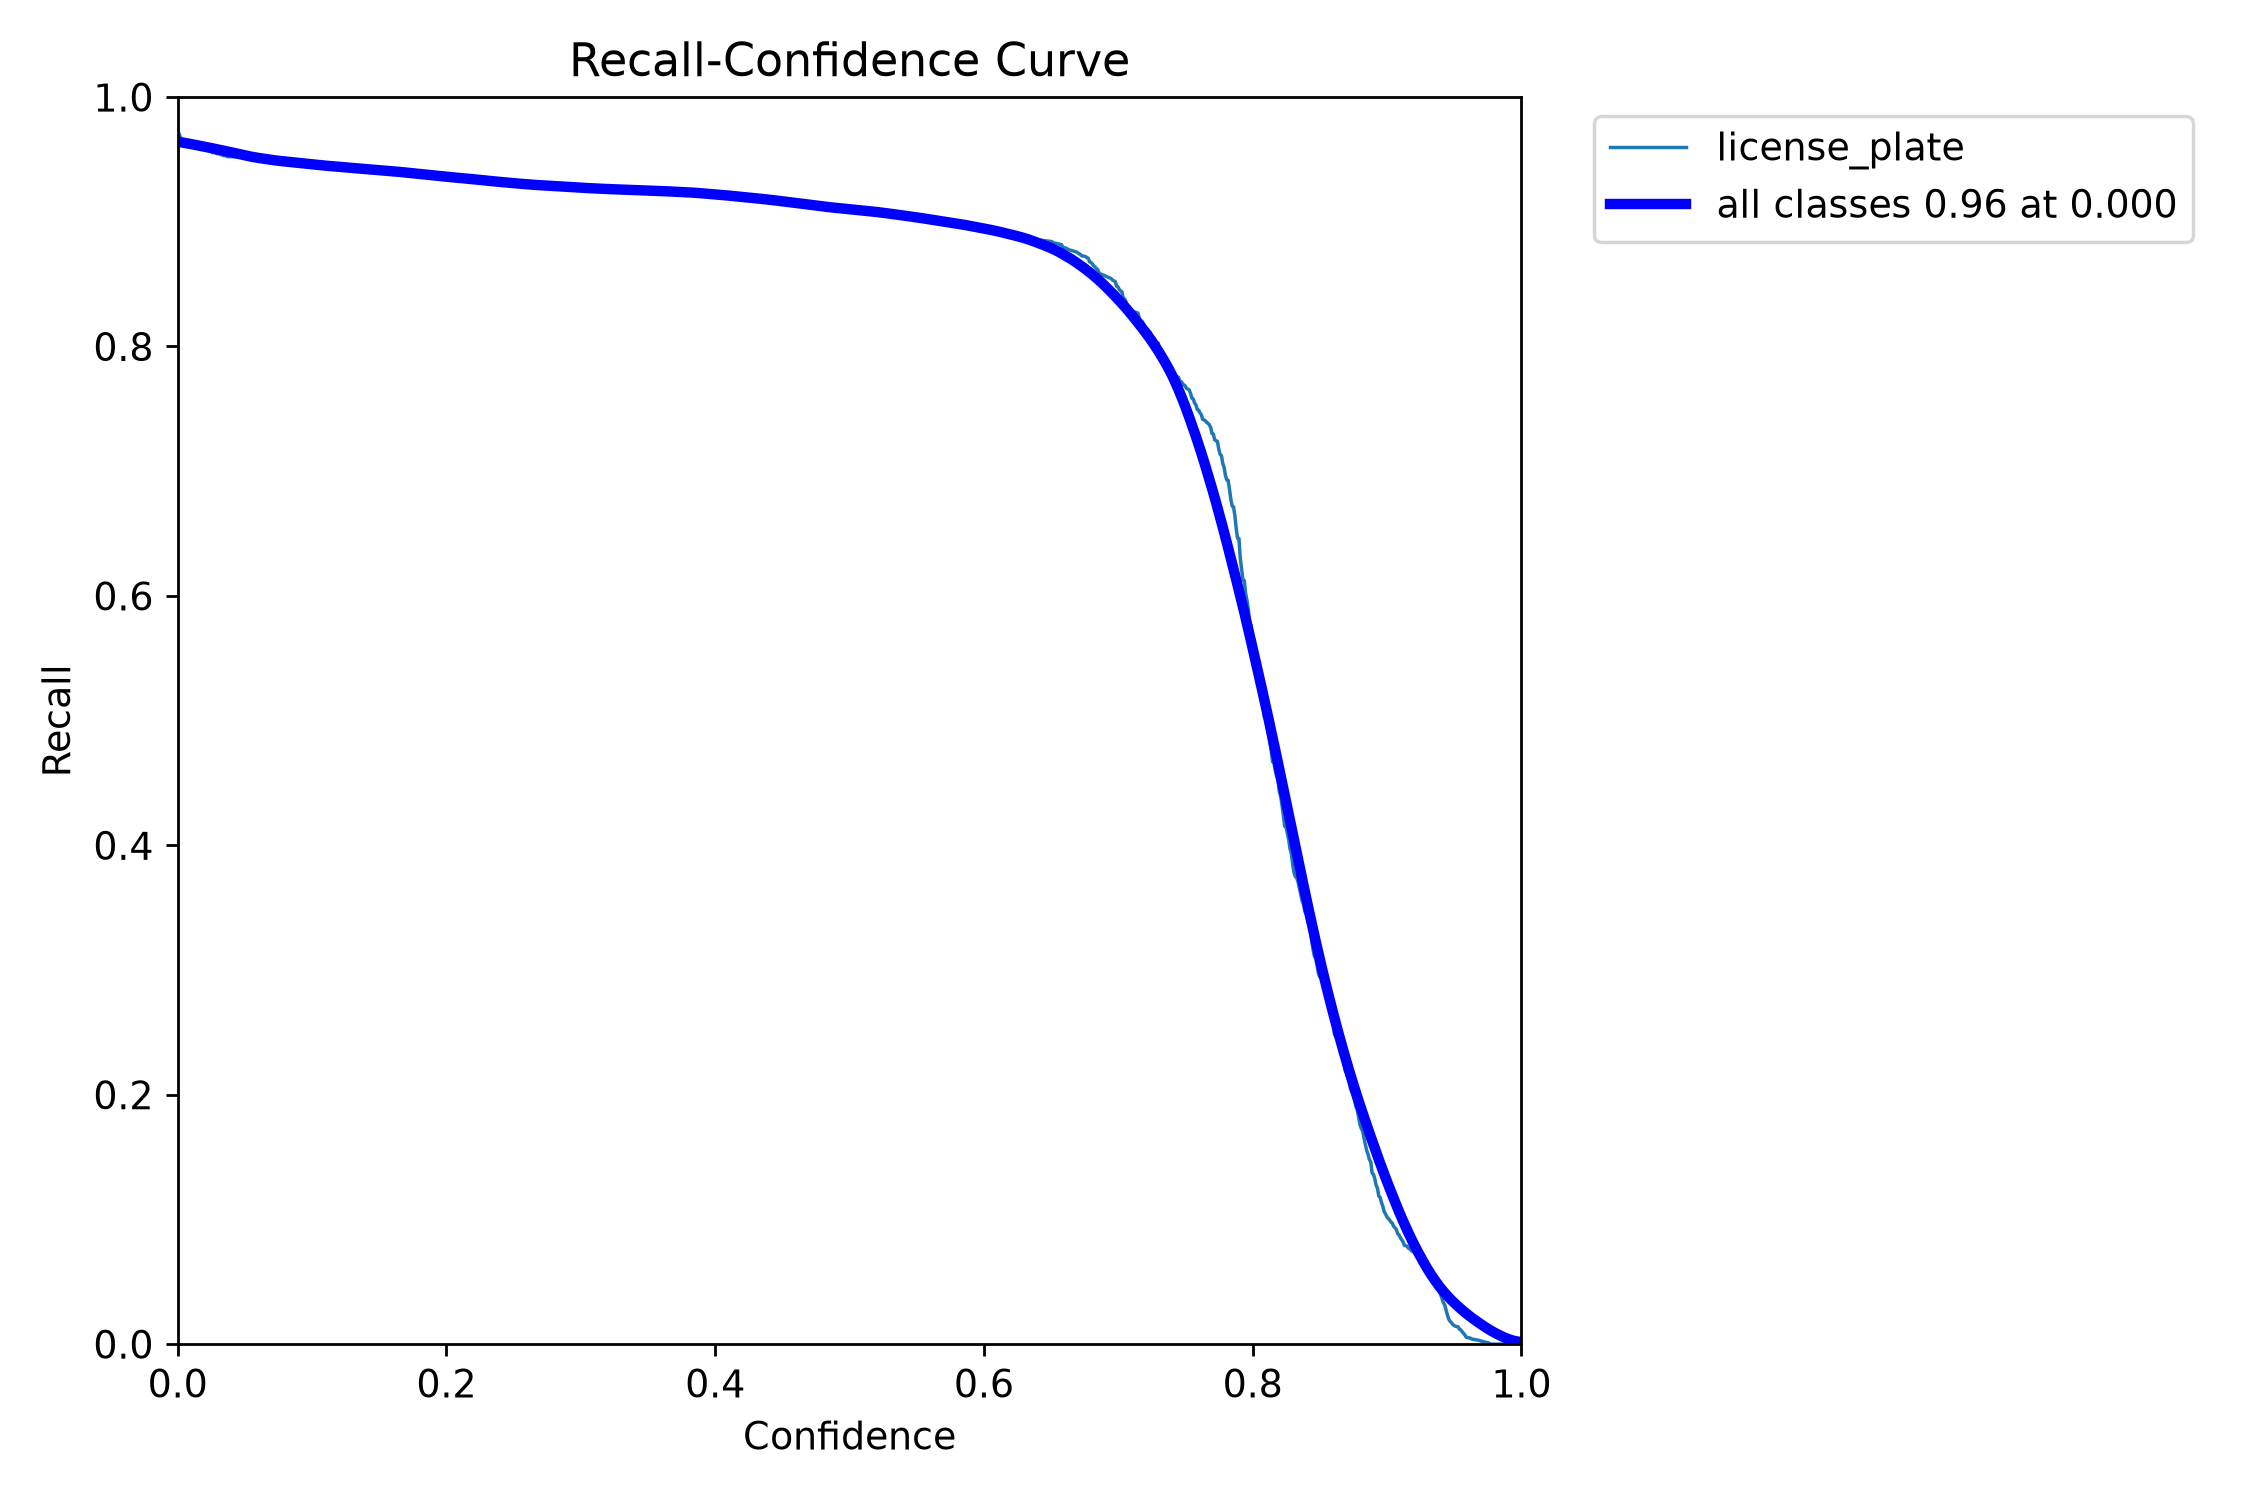 Recall-Confidence Curve
1.0
0.8
0.6
0.4
0.2
0.0
Recall
0.0 0.2 0.4 0.6 0.8 1.0
Confidence
license_plate
all classes 0.96 at 0.000